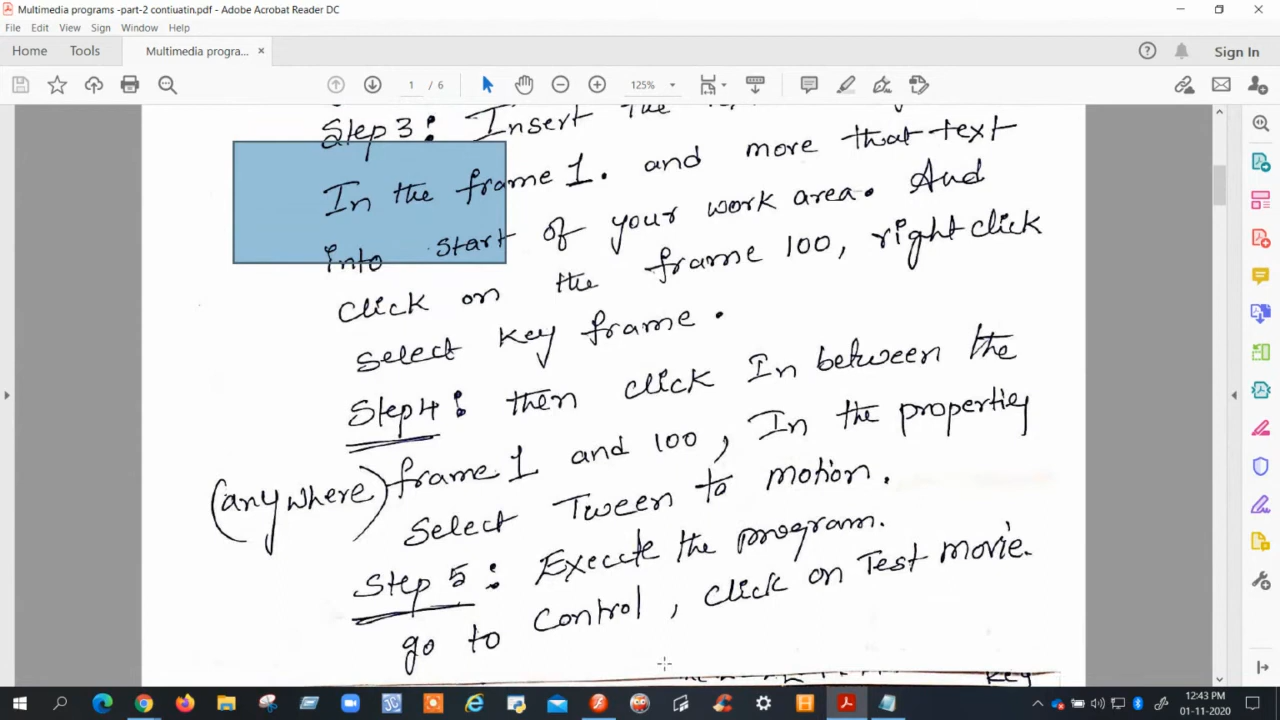 Multimedia programs -part-2 contiuatin.pdf - Adobe Acrobat Reader DC
File Edit View Sign Window Help
Home Tools Multimedia progra... × Sign In
1 / 6 125%
Step 3: Insert the
In the frame 1. and more that text
into start of your work area. And
click on the frame 100, right click
select key frame.
Step 4: then click In between the
(anywhere) frame 1 and 100, In the properties
Select Tween to motion.
Step 5: Execute the program.
go to control, click on Test movie.
key
12:43 PM
01-11-2020